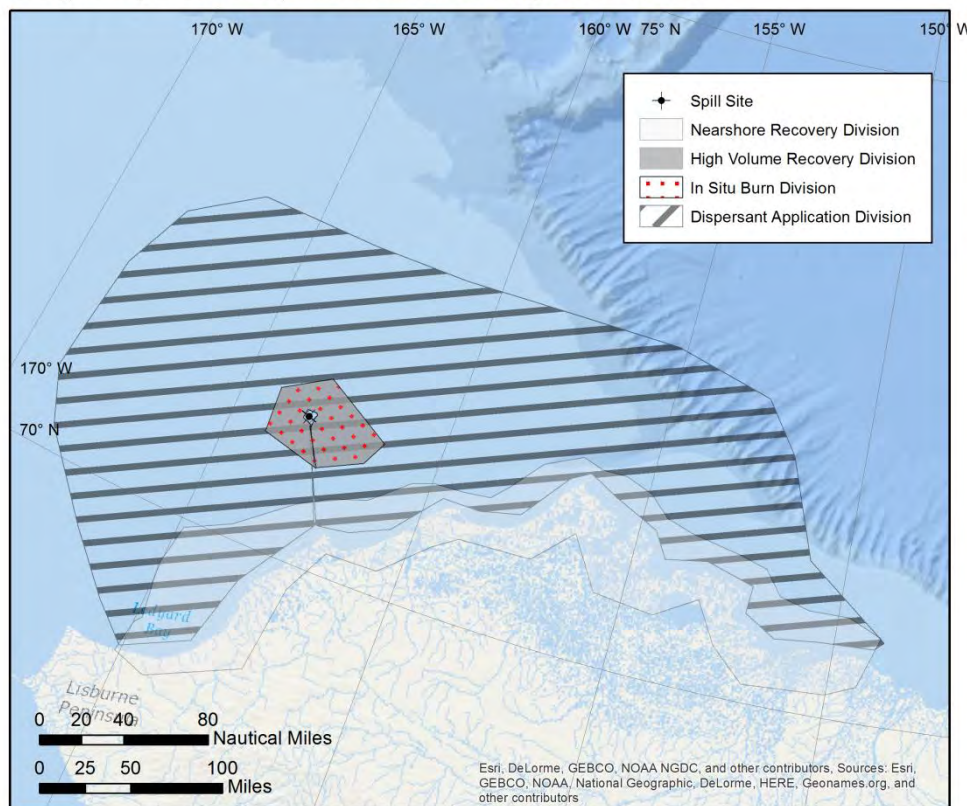 170° W
165° W
160° W
75° N
155° W
150° W
Spill Site
Nearshore Recovery Division
High Volume Recovery Division
In Situ Burn Division
Dispersant Application Division
170° W
70° N
Ledyard
Bay
Lisburne
Peninsula
0 20 40 80
Nautical Miles
0 25 50 100
Miles
Esri, DeLorme, GEBCO, NOAA NGDC, and other contributors, Sources: Esri,
GEBCO, NOAA, National Geographic, DeLorme, HERE, Geonames.org, and
other contributors